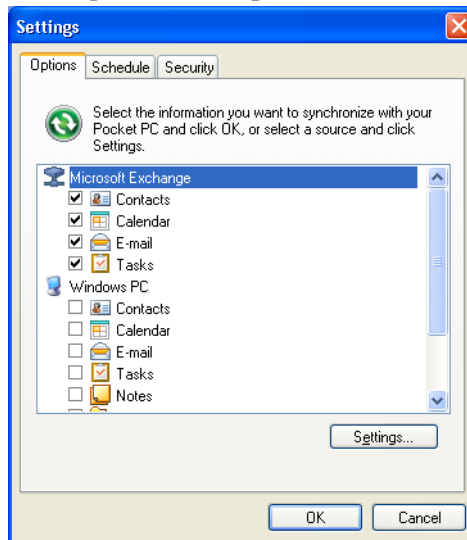 Settings
Options Schedule Security
Select the information you want to synchronize with your
Pocket PC and click OK, or select a source and click
Settings.
Microsoft Exchange
Contacts
Calendar
E-mail
Tasks
Windows PC
Contacts
Calendar
E-mail
Tasks
Notes
Settings...
OK Cancel